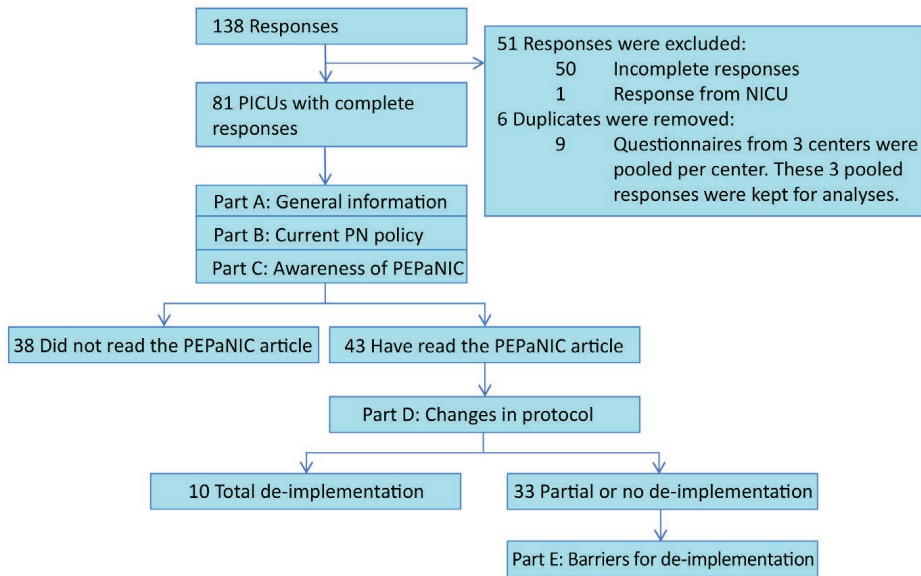 138 Responses
51 Responses were excluded:
50 Incomplete responses
1 Response from NICU
6 Duplicates were removed:
9 Questionnaires from 3 centers were
pooled per center. These 3 pooled
responses were kept for analyses.
81 PICUs with complete
responses
Part A: General information
Part B: Current PN policy
Part C: Awareness of PEPaNIC
38 Did not read the PEPaNIC article
43 Have read the PEPaNIC article
Part D: Changes in protocol
10 Total de-implementation
33 Partial or no de-implementation
Part E: Barriers for de-implementation